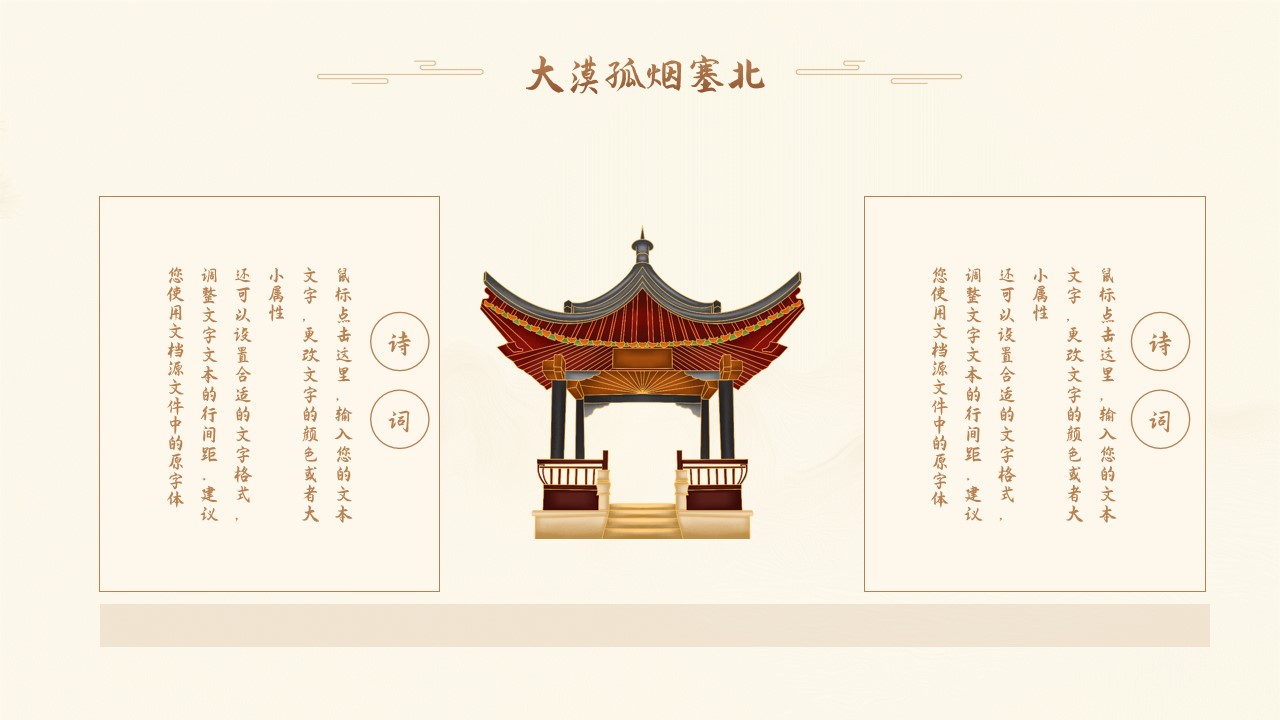 大漠孤烟塞北
诗
词
鼠标点击这里，输入您的文本
文字，更改文字的颜色或者大
小属性
还可以设置合适的文字格式，
调整文字文本的行间距．建议
您使用文档源文件中的原字体
诗
词
鼠标点击这里，输入您的文本
文字，更改文字的颜色或者大
小属性
还可以设置合适的文字格式，
调整文字文本的行间距．建议
您使用文档源文件中的原字体